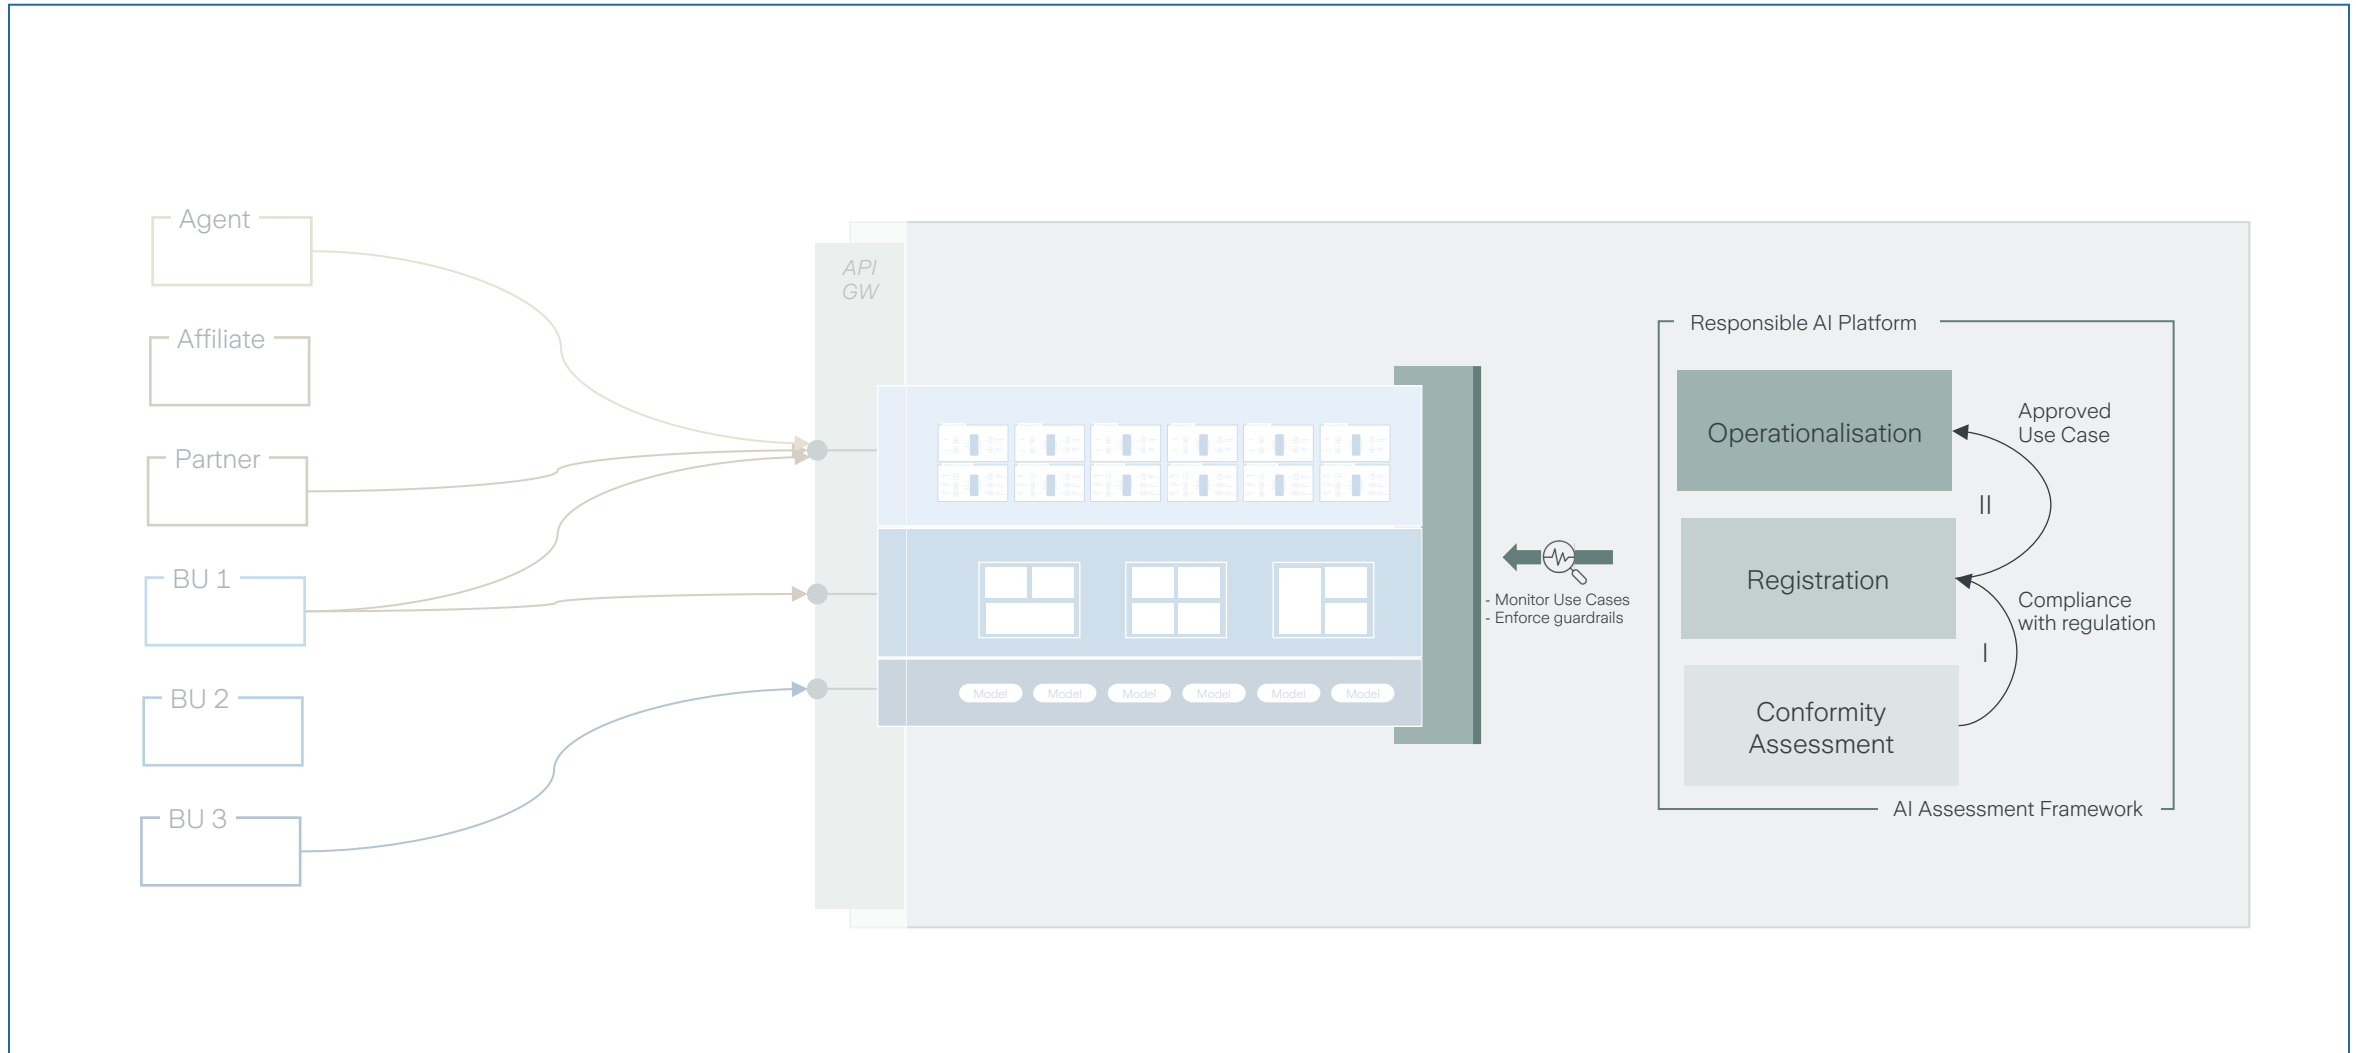 Agent
Affiliate
Partner
BU 1
BU 2
BU 3
API
GW
Model Model Model Model Model Model
- Monitor Use Cases
- Enforce guardrails
Responsible AI Platform
Operationalisation
Approved
Use Case
II
Registration
Compliance
with regulation
I
Conformity
Assessment
AI Assessment Framework